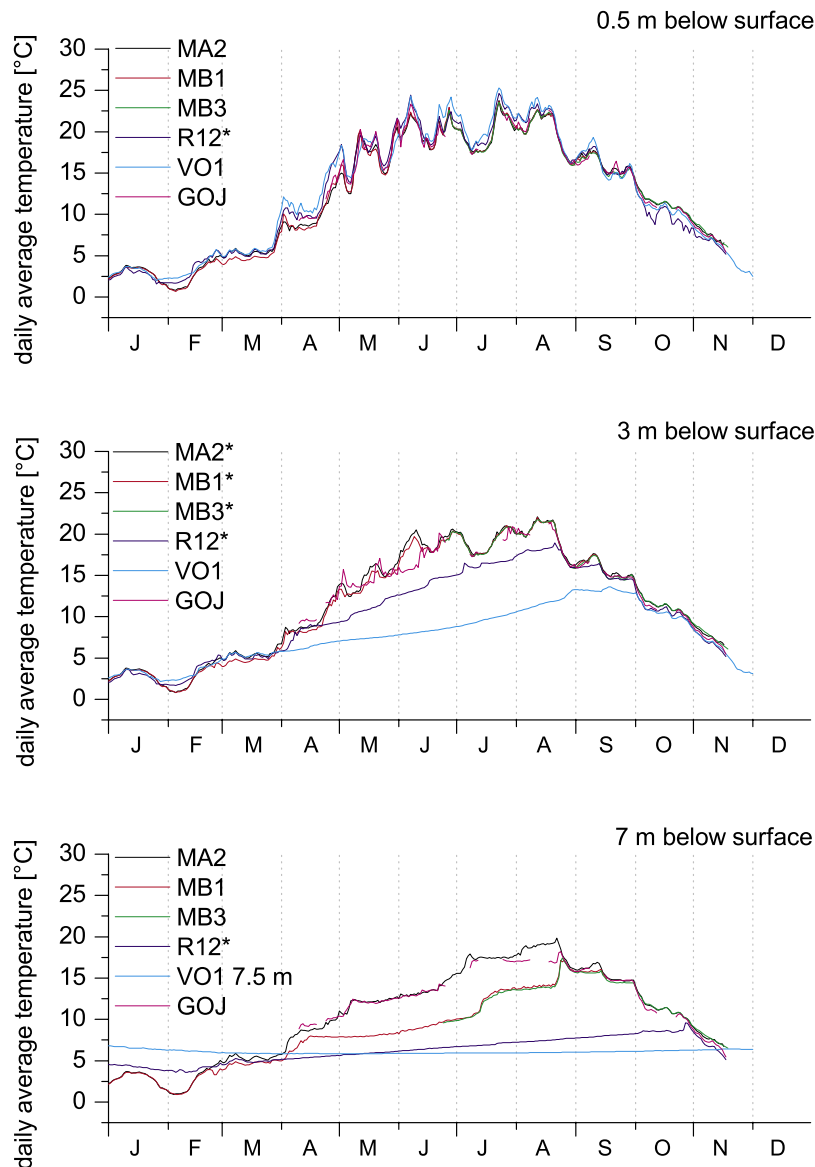 0.5 m below surface
daily average temperature [°C]
30
25
20
15
10
5
0
MA2
MB1
MB3
R12*
VO1
GOJ
J F M A M J J A S O N D
3 m below surface
daily average temperature [°C]
30
25
20
15
10
5
0
MA2*
MB1*
MB3*
R12*
VO1
GOJ
J F M A M J J A S O N D
7 m below surface
daily average temperature [°C]
30
25
20
15
10
5
0
MA2
MB1
MB3
R12*
VO1 7.5 m
GOJ
J F M A M J J A S O N D